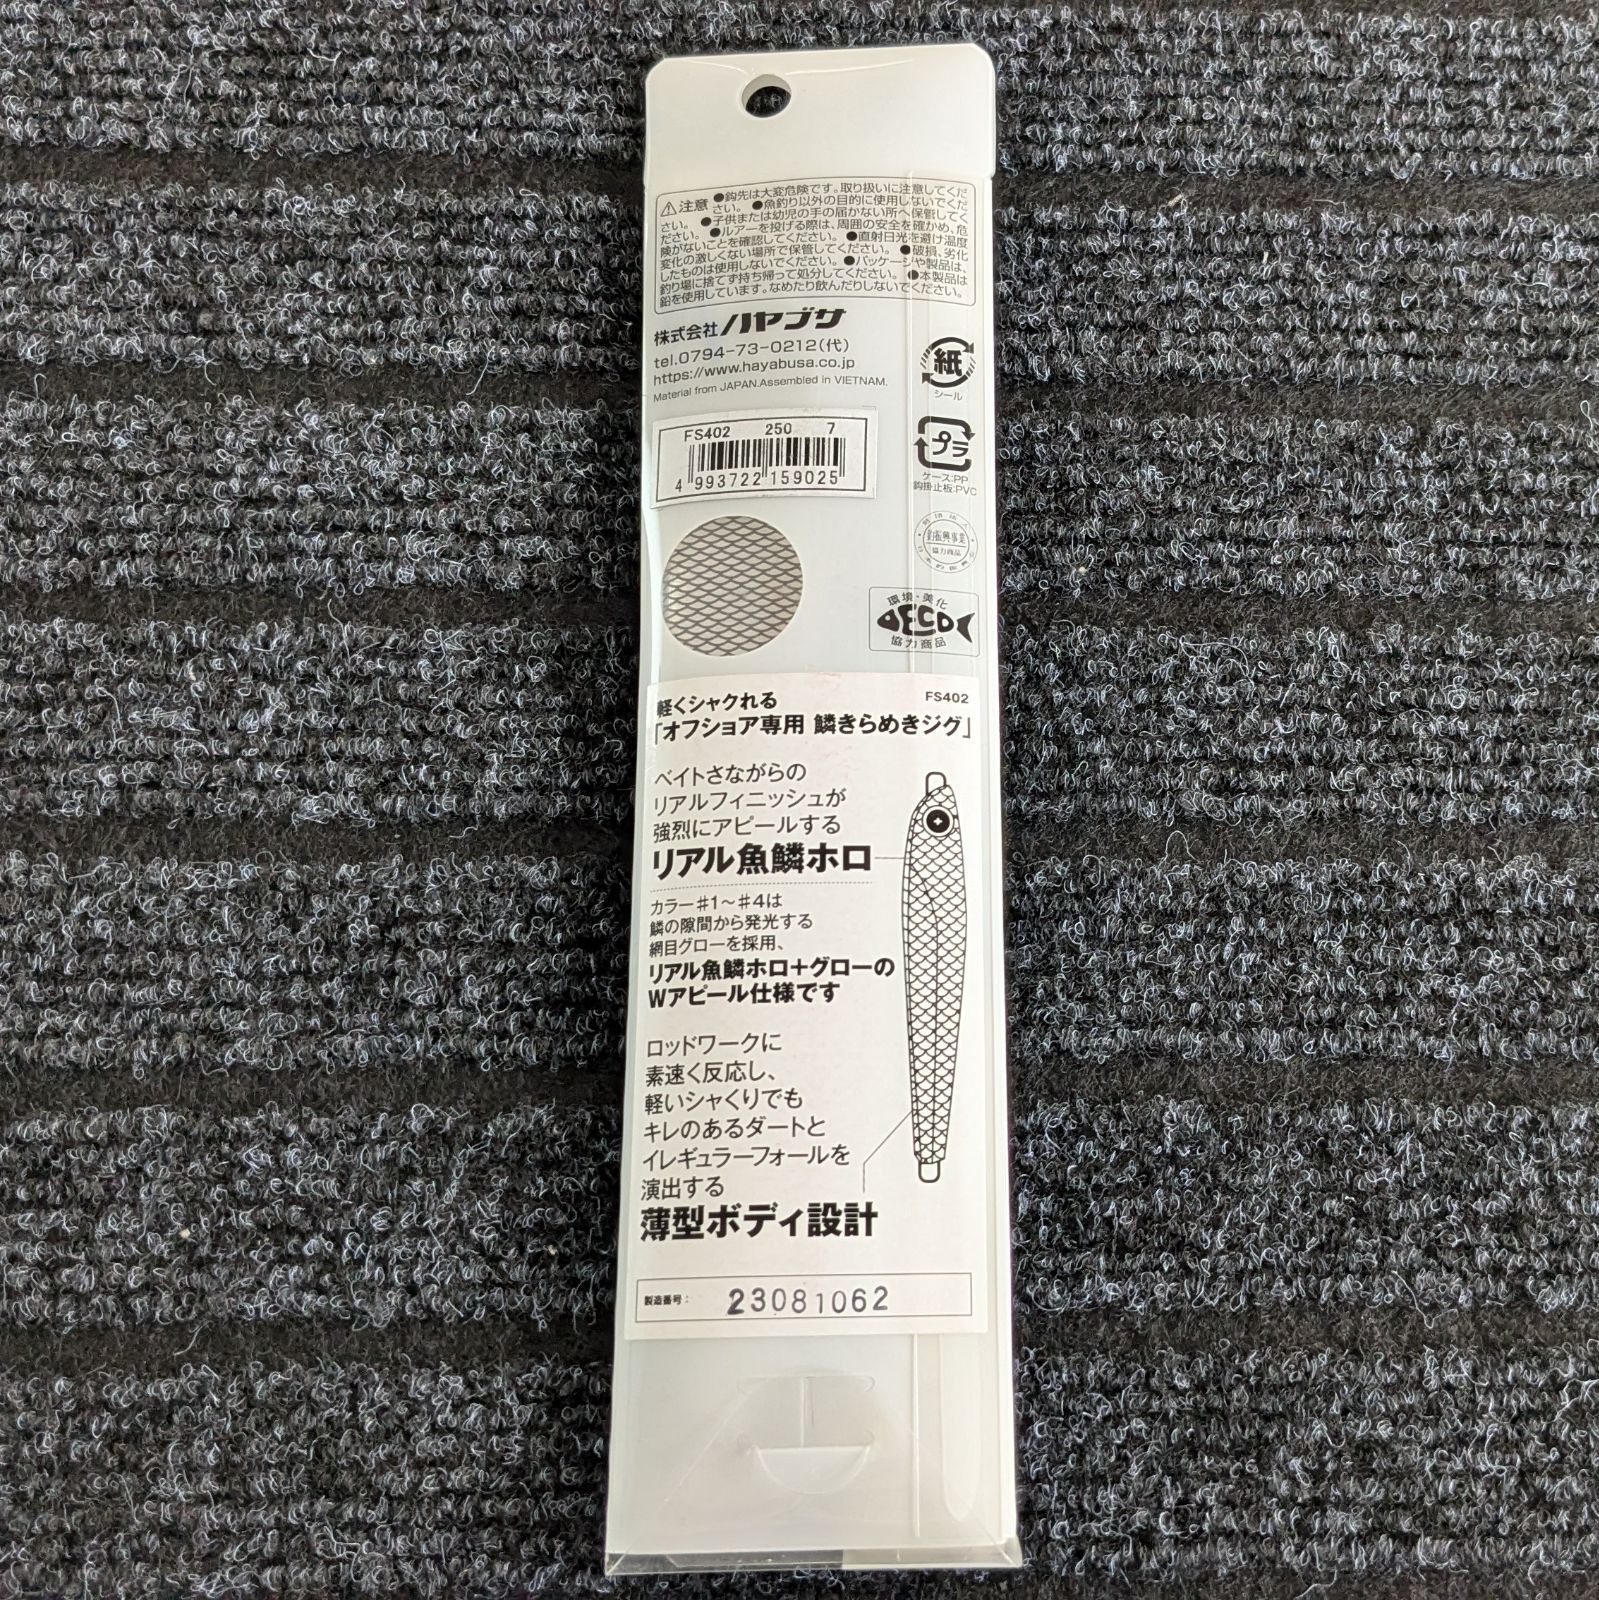 ⚠注意 ●鈎先は大変危険です。取り扱いに注意してくだ
さい。 ●魚釣り以外の目的に使用しないでくだ
さい。 ●子供または幼児の手の届かない所へ保管してく
ださい。 ●ルアーを投げる際は、周囲の安全を確かめ、危
険がないことを確認してください。 ●直射日光を避け温度
変化の激しくない場所で保管してください。 ●破損、劣化
したものは使用しないでください。 ●パッケージや製品は、
釣り場に捨てず持ち帰って処分してください。 ●本製品は
鉛を使用しています。なめたり飲んだりしないでください。
株式会社ハヤブサ
tel.0794-73-0212(代)
https://www.hayabusa.co.jp
Material from JAPAN.Assembled in VIETNAM.
紙
シール
FS402 250 7
4 993722 159025
プラ
ケース:PP
鈎掛止板:PVC
釣振興事業
協力商品
環境・美化
ECO
協力商品
FS402
軽くシャクれる
「オフショア専用 鱗きらめきジグ」
ベイトさながらの
リアルフィニッシュが
強烈にアピールする
リアル魚鱗ホロ
カラー♯1～♯4は
鱗の隙間から発光する
網目グローを採用、
リアル魚鱗ホロ＋グローの
Wアピール仕様です
ロッドワークに
素速く反応し、
軽いシャくりでも
キレのあるダートと
イレギュラーフォールを
演出する
薄型ボディ設計
製造番号： 23081062